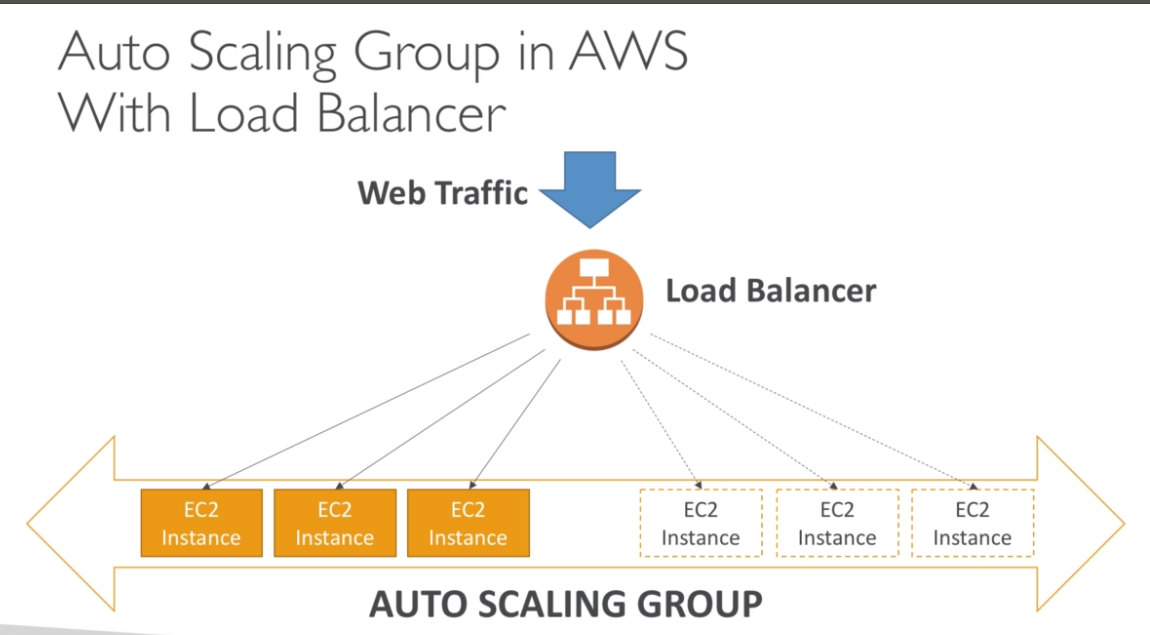 Auto Scaling Group in AWS
With Load Balancer
Web Traffic
Load Balancer
EC2
Instance
EC2
Instance
EC2
Instance
EC2
Instance
EC2
Instance
EC2
Instance
AUTO SCALING GROUP